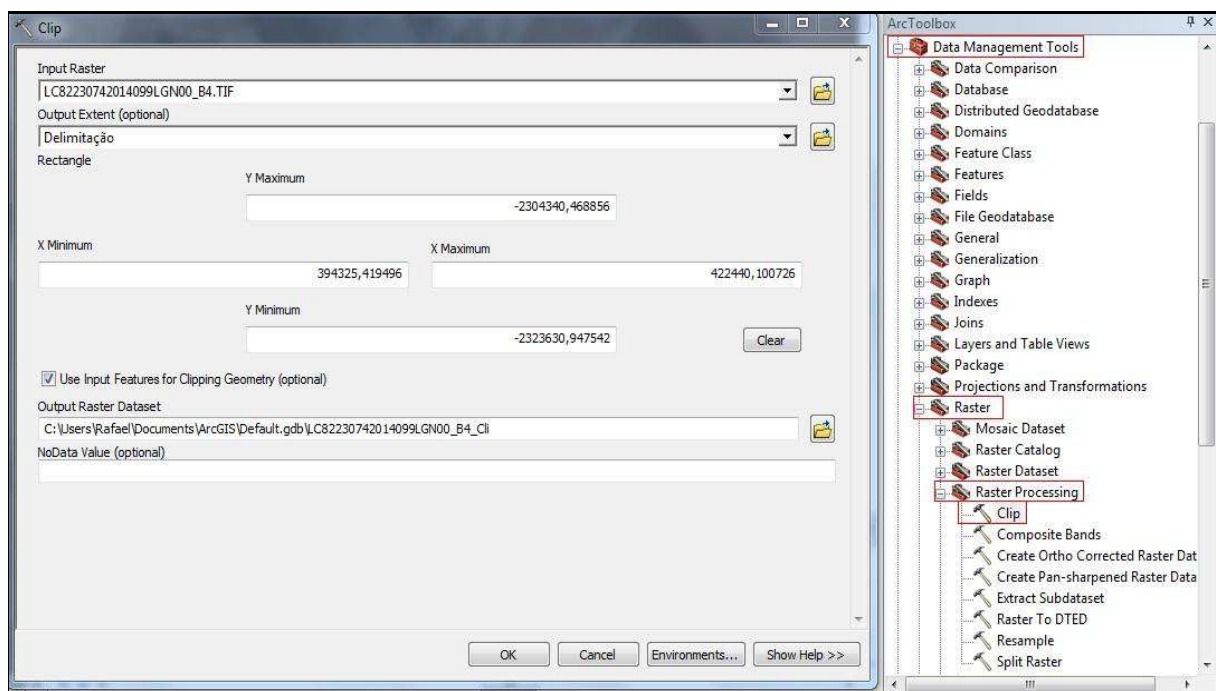 Clip
Input Raster
LC82230742014099LGN00_B4.TIF
Output Extent (optional)
Delimitação
Rectangle
Y Maximum
-2304340,468856
X Minimum
X Maximum
394325,419496
422440,100726
Y Minimum
-2323630,947542
Clear
Use Input Features for Clipping Geometry (optional)
Output Raster Dataset
C:\Users\Rafael\Documents\ArcGIS\Default.gdb\LC82230742014099LGN00_B4_Cli
NoData Value (optional)
OK
Cancel
Environments...
Show Help >>
ArcToolbox
Data Management Tools
Data Comparison
Database
Distributed Geodatabase
Domains
Feature Class
Features
Fields
File Geodatabase
General
Generalization
Graph
Indexes
Joins
Layers and Table Views
Package
Projections and Transformations
Raster
Mosaic Dataset
Raster Catalog
Raster Dataset
Raster Processing
Clip
Composite Bands
Create Ortho Corrected Raster Dat
Create Pan-sharpened Raster Data
Extract Subdataset
Raster To DTED
Resample
Split Raster